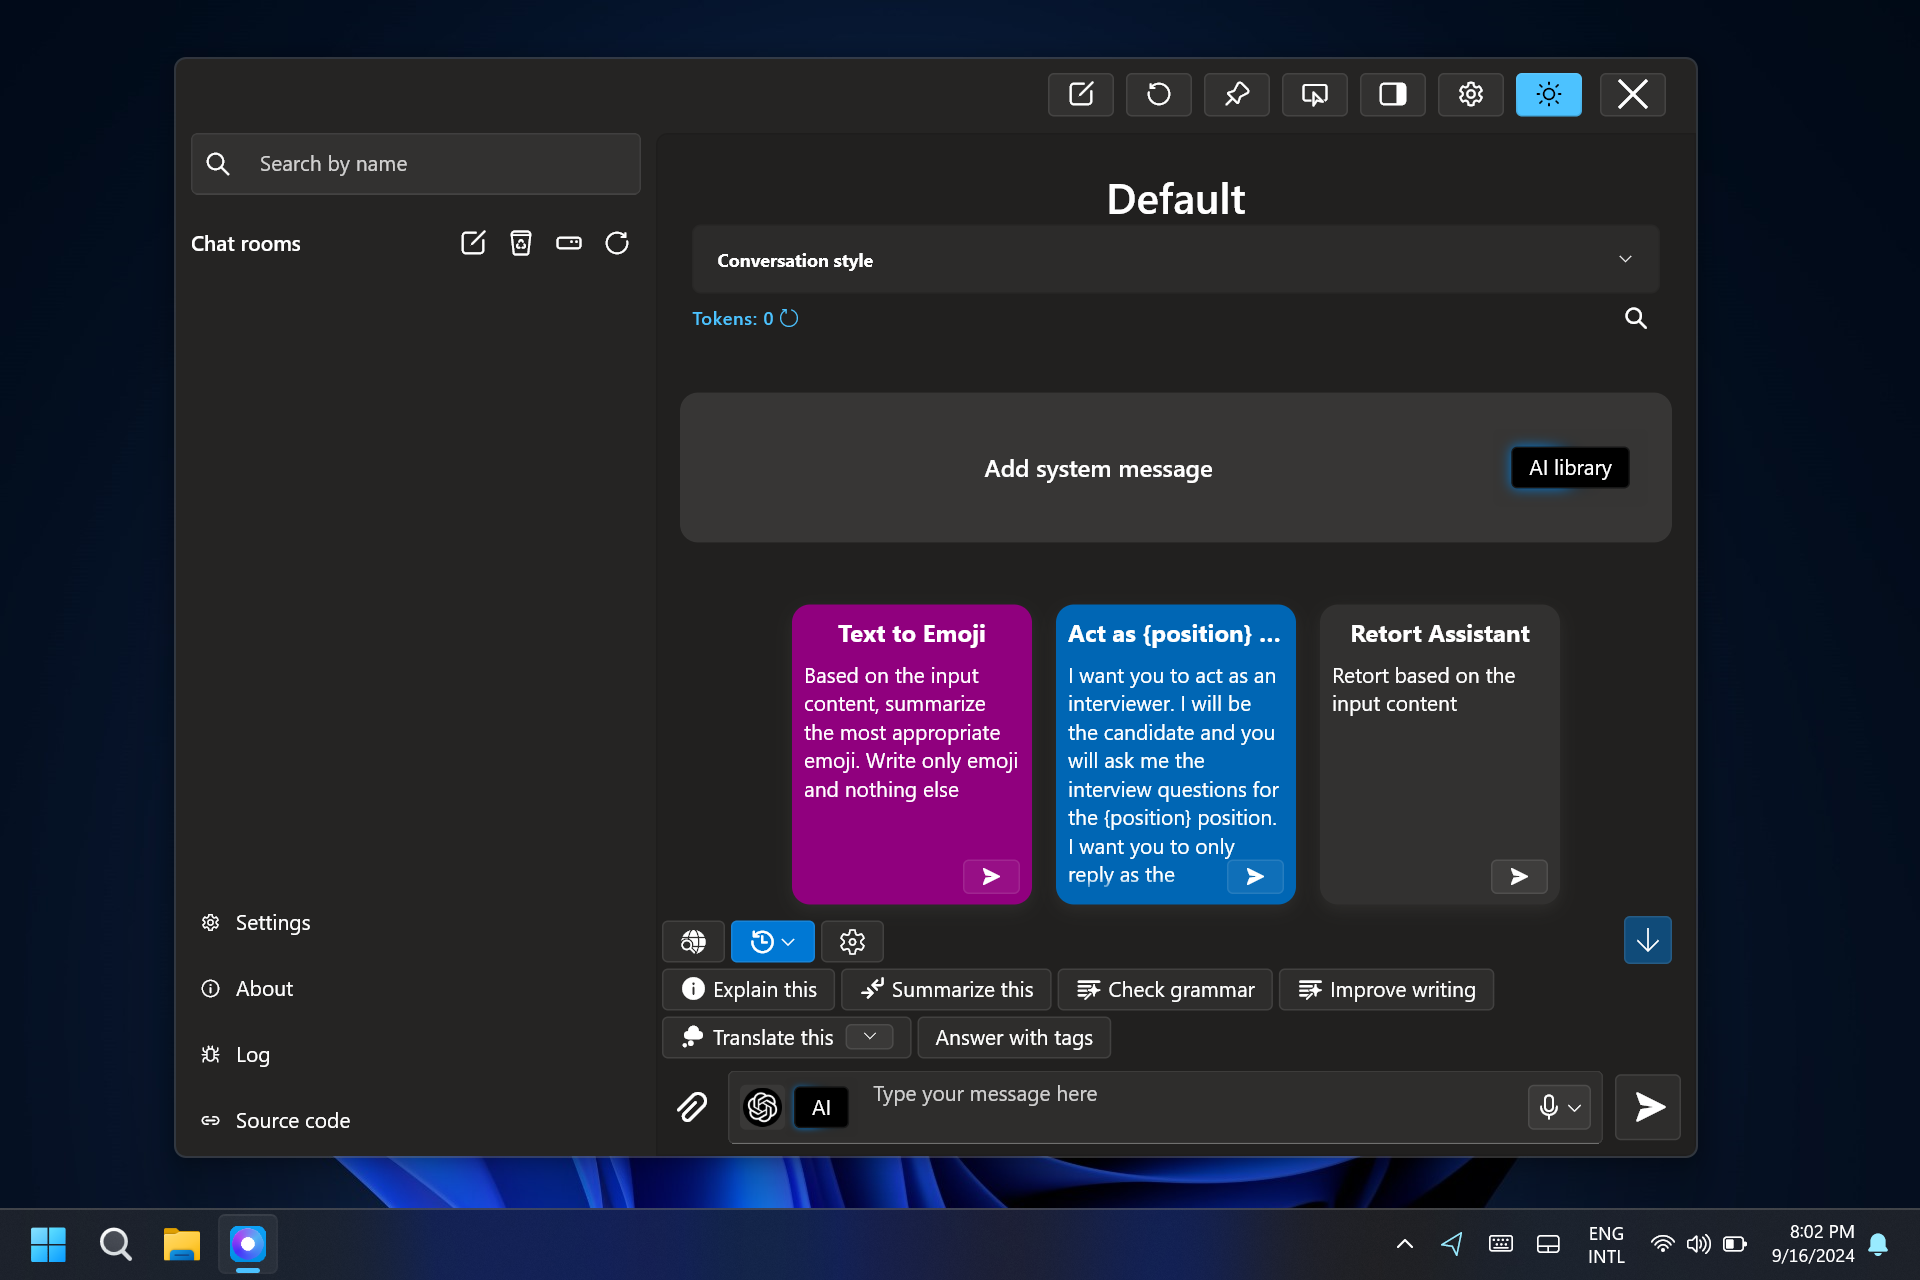 Search by name
Chat rooms
Settings
About
Log
Source code
Default
Conversation style
Tokens: 0
Add system message
AI library
Text to Emoji
Based on the input
content, summarize
the most appropriate
emoji. Write only emoji
and nothing else
Act as {position} ...
I want you to act as an
interviewer. I will be
the candidate and you
will ask me the
interview questions for
the {position} position.
I want you to only
reply as the
Retort Assistant
Retort based on the
input content
Explain this
Summarize this
Check grammar
Improve writing
Translate this
Answer with tags
AI
Type your message here
ENG
INTL
8:02 PM
9/16/2024